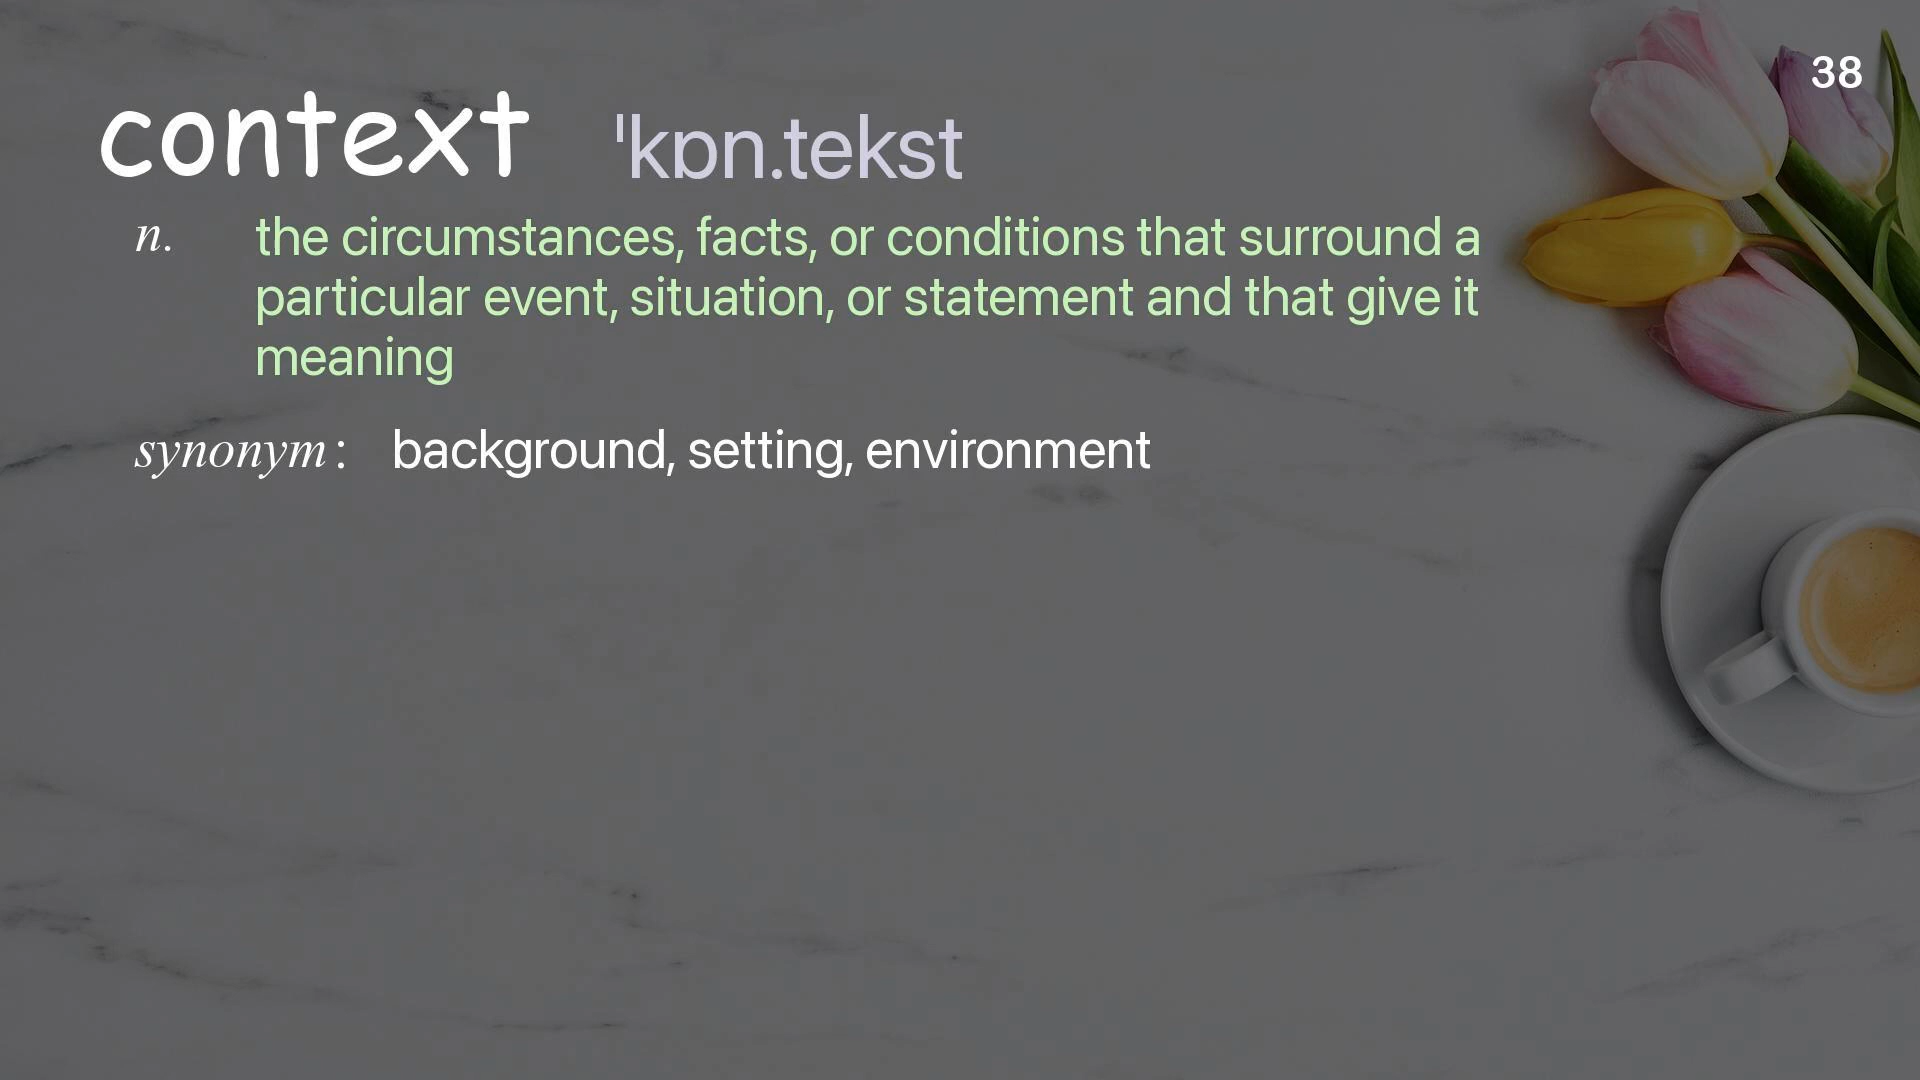 38
context ˈkɒn.tekst
n. the circumstances, facts, or conditions that surround a
particular event, situation, or statement and that give it
meaning
synonym: background, setting, environment